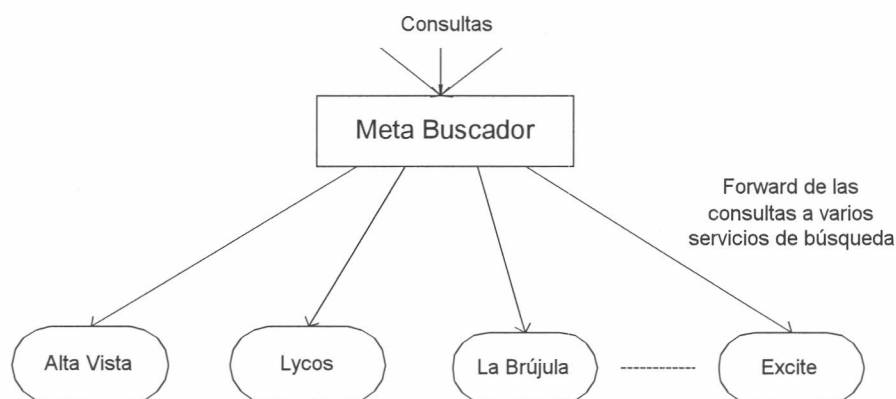 Consultas
Meta Buscador
Forward de las
consultas a varios
servicios de búsqueda
Alta Vista
Lycos
La Brújula
Excite